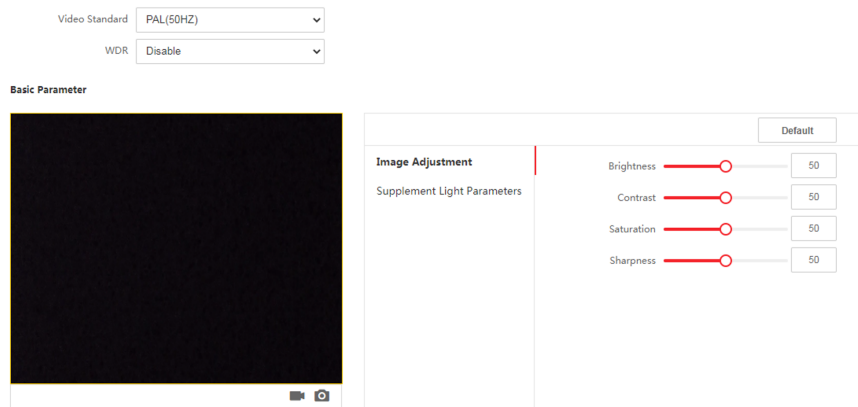 Video Standard PAL(50HZ)
WDR Disable
Basic Parameter
Default
Image Adjustment
Supplement Light Parameters
Brightness 50
Contrast 50
Saturation 50
Sharpness 50